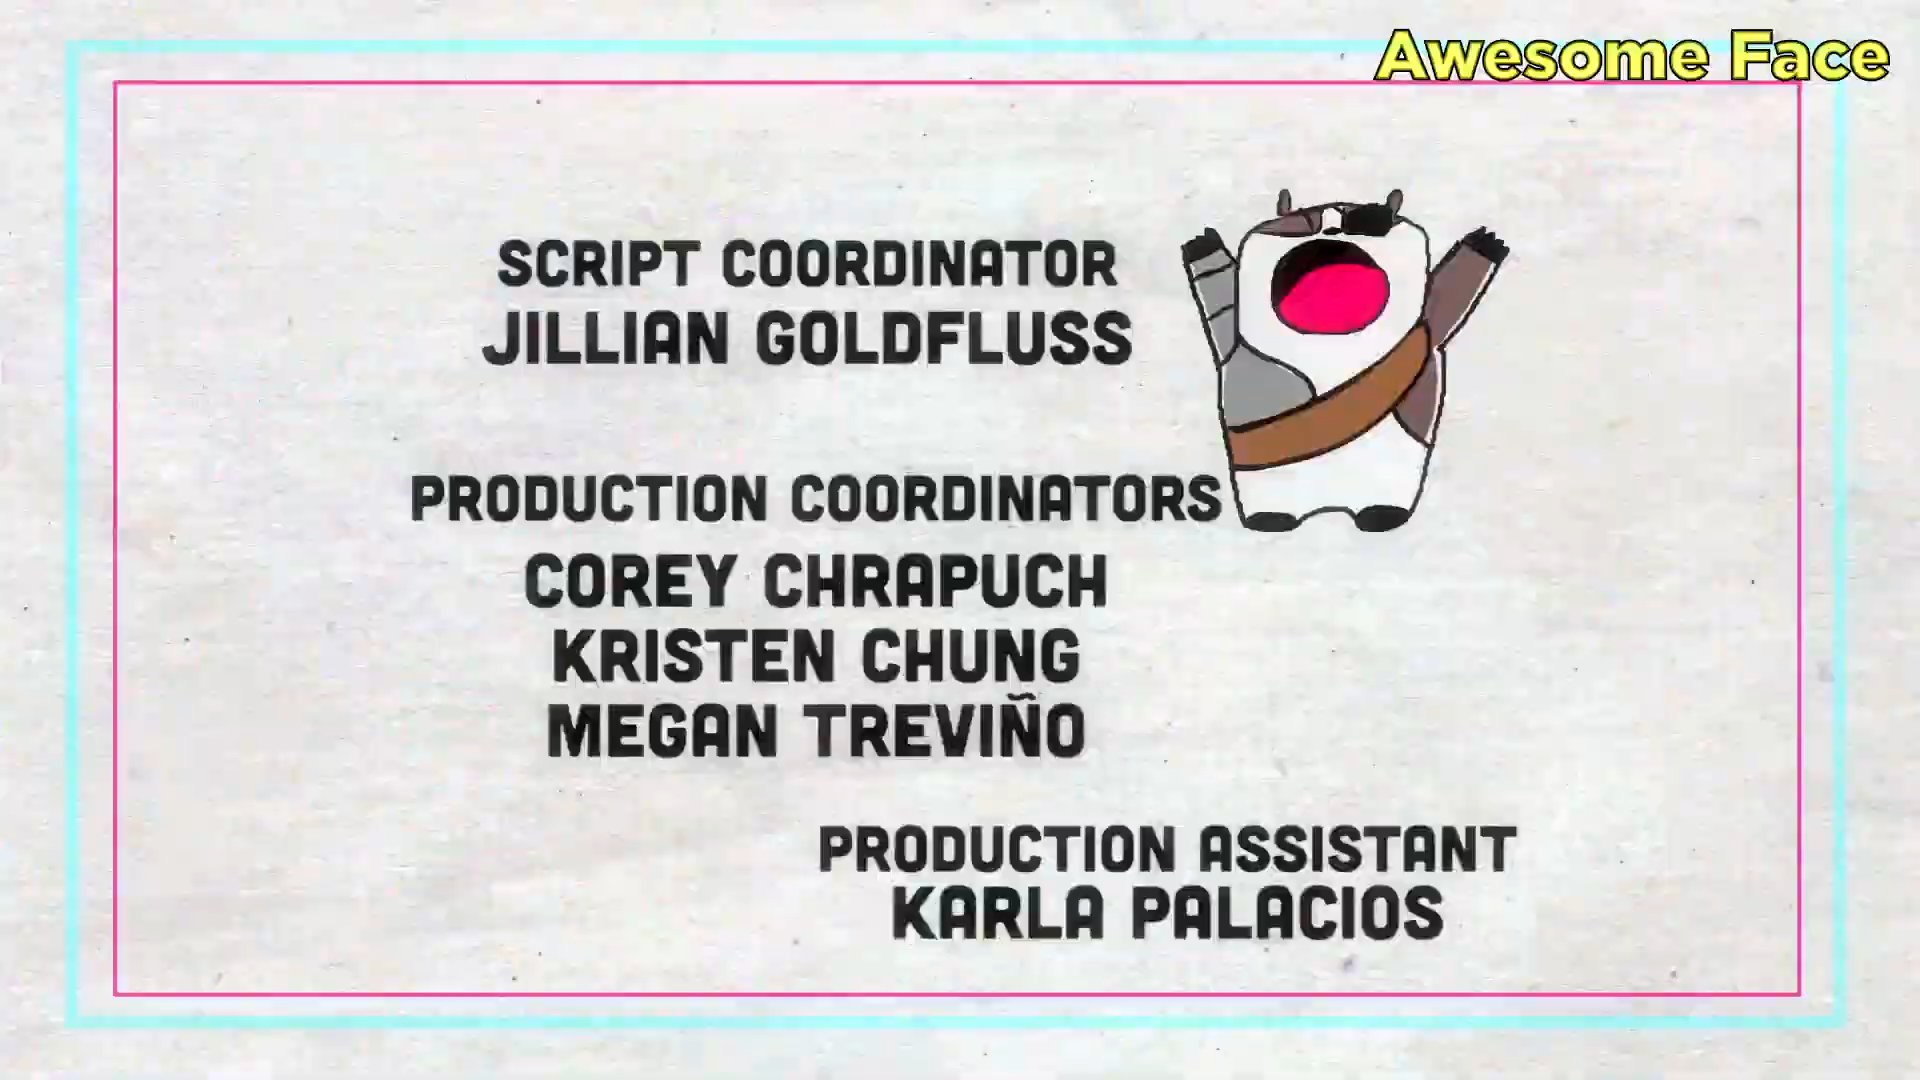 Awesome Face
SCRIPT COORDINATOR
JILLIAN GOLDFLUSS
PRODUCTION COORDINATORS
COREY CHRAPUCH
KRISTEN CHUNG
MEGAN TREVIÑO
PRODUCTION ASSISTANT
KARLA PALACIOS